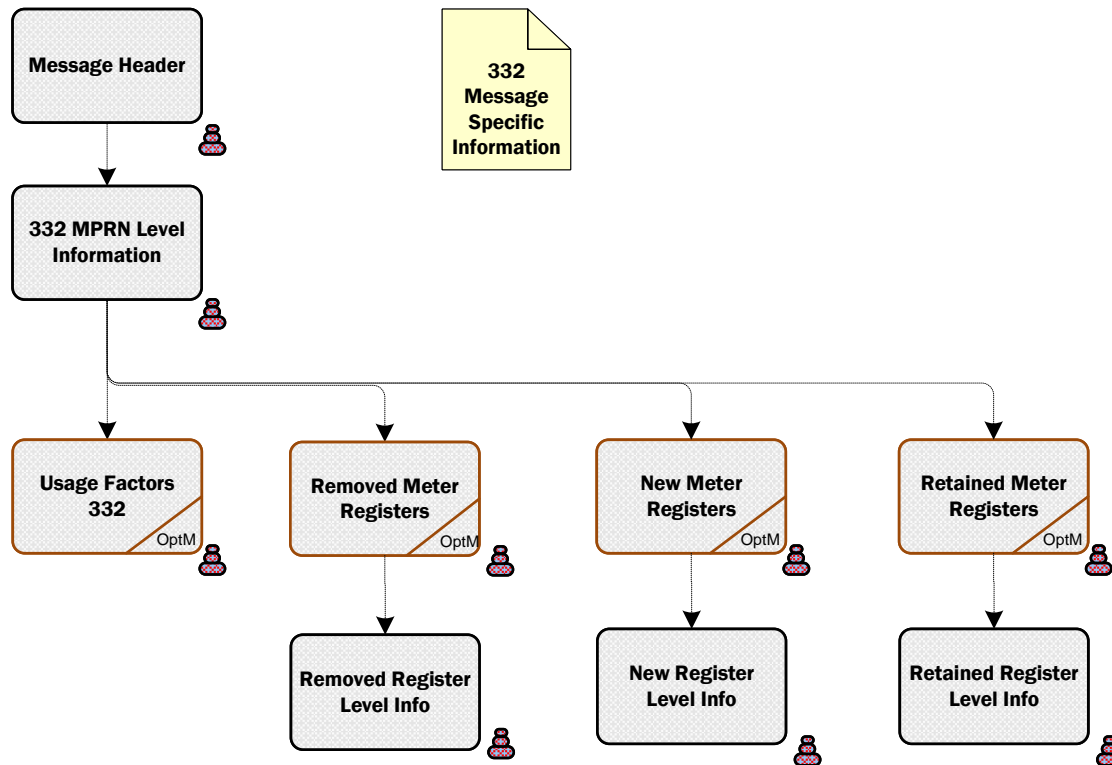 Message Header
332
Message
Specific
Information
332 MPRN Level
Information
Usage Factors
332
OptM
Removed Meter
Registers
OptM
New Meter
Registers
OptM
Retained Meter
Registers
OptM
Removed Register
Level Info
New Register
Level Info
Retained Register
Level Info